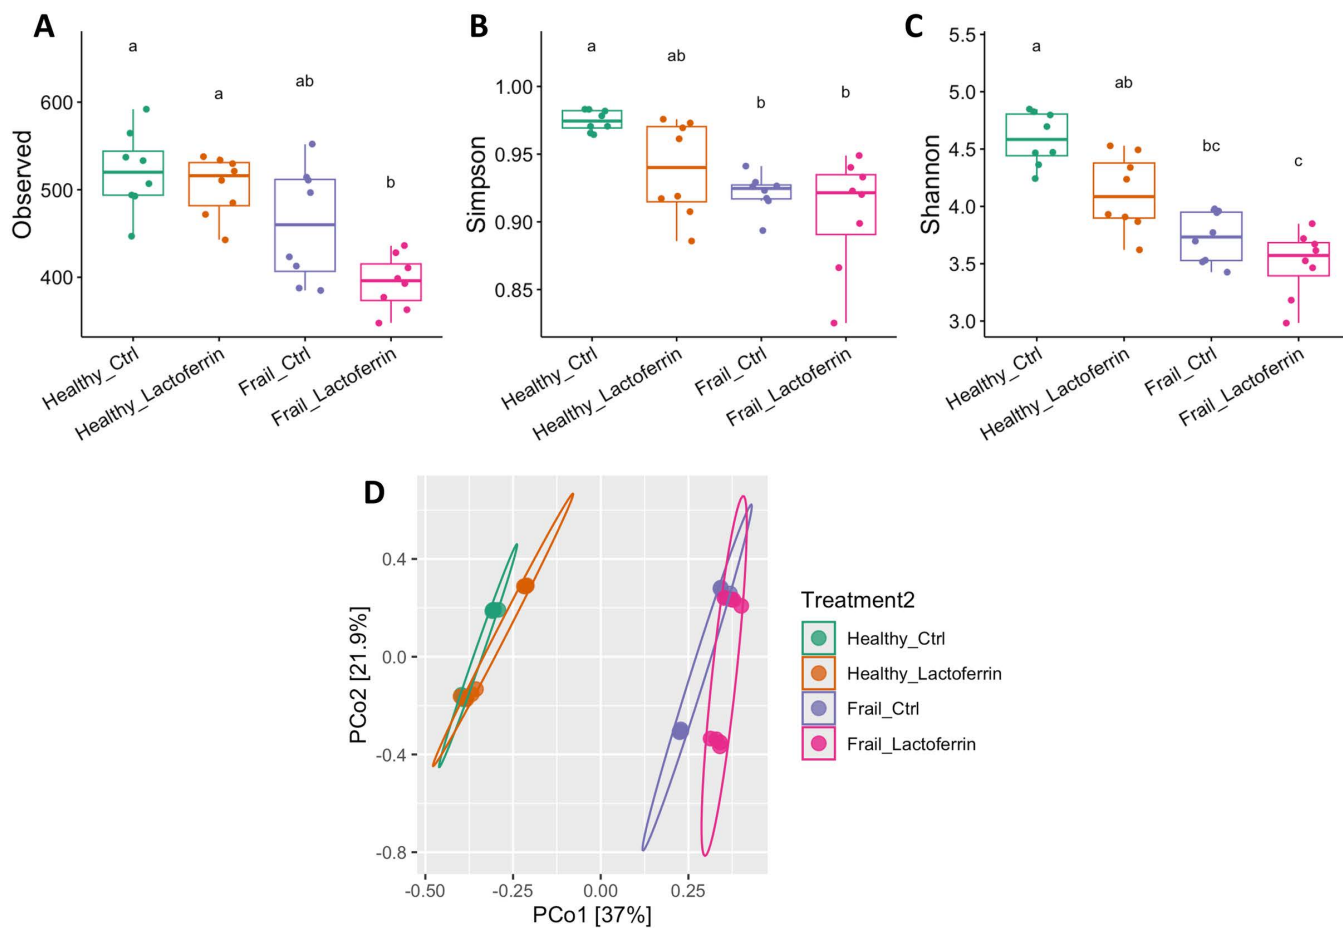 A
Observed
600
500
400
a
a
ab
b
Healthy_Ctrl
Healthy_Lactoferrin
Frail_Ctrl
Frail_Lactoferrin
B
Simpson
1.00
0.95
0.90
0.85
a
ab
b
b
Healthy_Ctrl
Healthy_Lactoferrin
Frail_Ctrl
Frail_Lactoferrin
C
Shannon
5.5
5.0
4.5
4.0
3.5
3.0
a
ab
bc
c
Healthy_Ctrl
Healthy_Lactoferrin
Frail_Ctrl
Frail_Lactoferrin
D
PCo2 [21.9%]
0.4
0.0
-0.4
-0.8
-0.50
-0.25
0.00
0.25
PCo1 [37%]
Treatment2
Healthy_Ctrl
Healthy_Lactoferrin
Frail_Ctrl
Frail_Lactoferrin